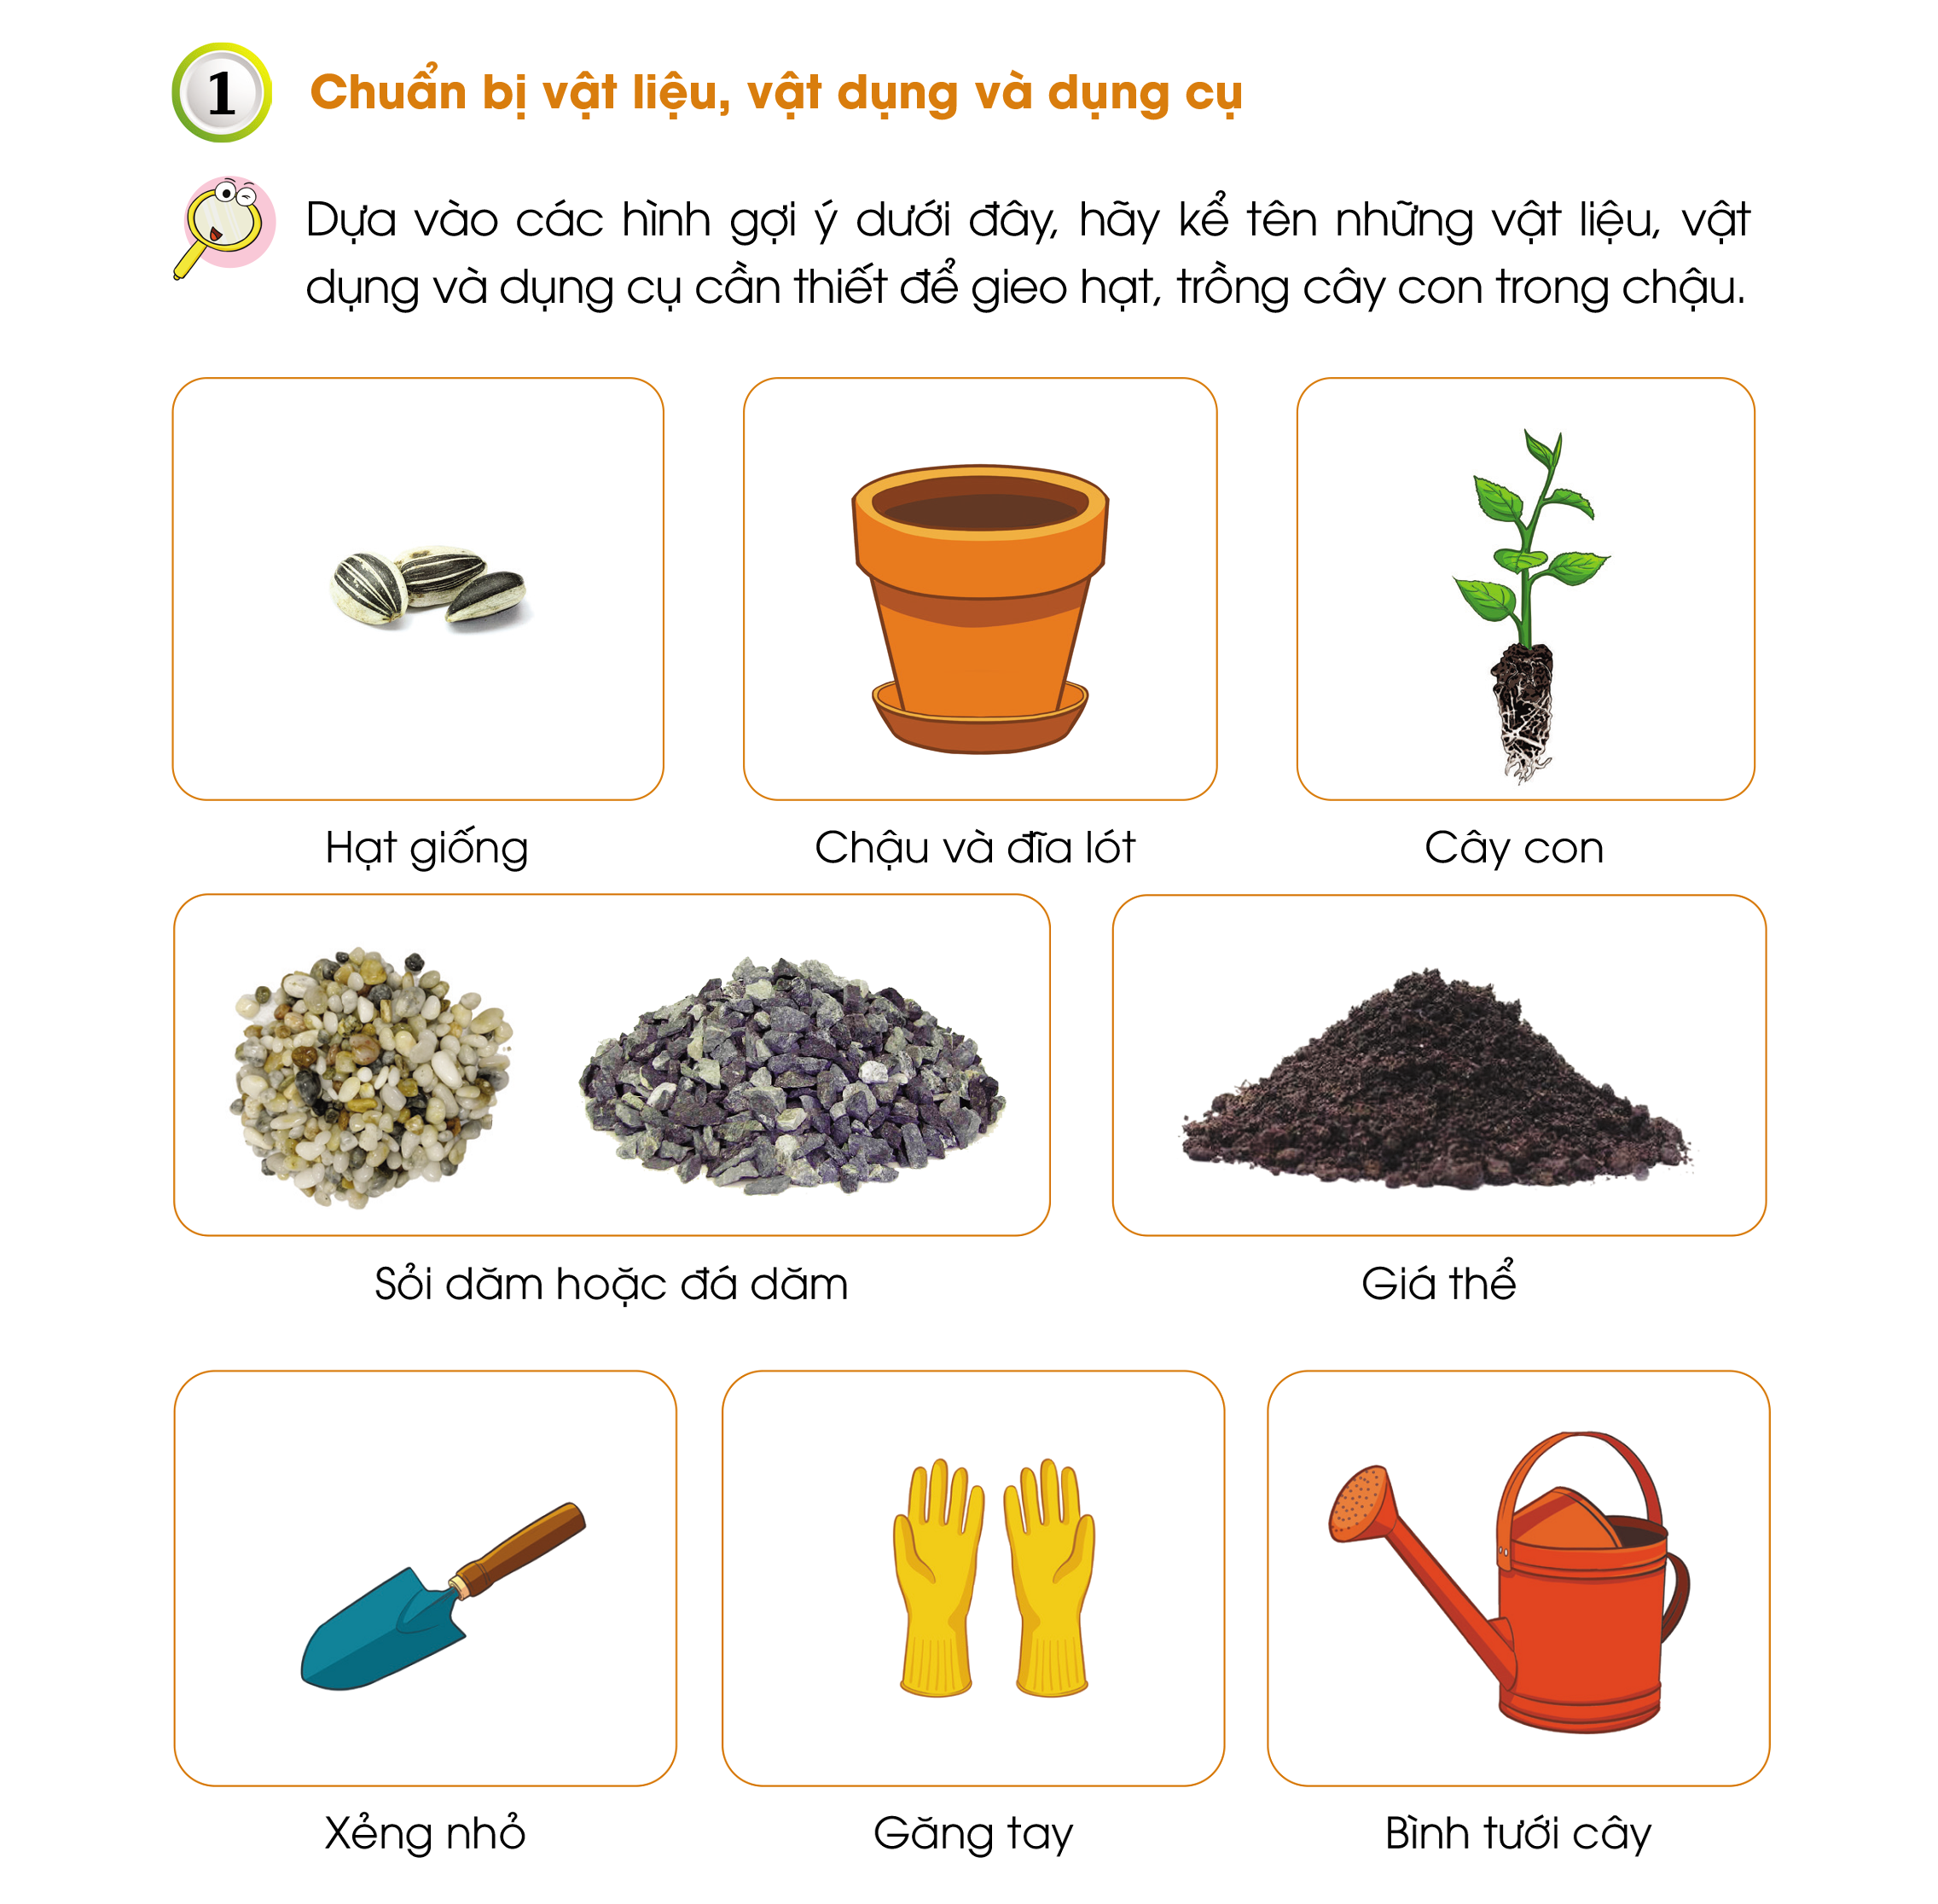 1 Chuẩn bị vật liệu, vật dụng và dụng cụ
Dựa vào các hình gợi ý dưới đây, hãy kể tên những vật liệu, vật
dụng và dụng cụ cần thiết để gieo hạt, trồng cây con trong chậu.
Hạt giống
Chậu và đĩa lót
Cây con
Sỏi dăm hoặc đá dăm
Giá thể
Xẻng nhỏ
Găng tay
Bình tưới cây